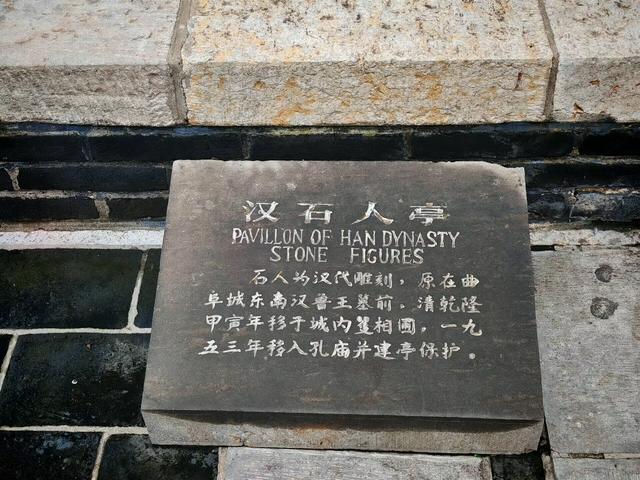 汉石人亭
PAVILLON OF HAN DYNASTY
STONE FIGURES
石人为汉代雕刻，原在曲
阜城东南汉鲁王墓前。清乾隆
甲寅年移于城内矍相圃，一九
五三年移入孔庙并建亭保护。